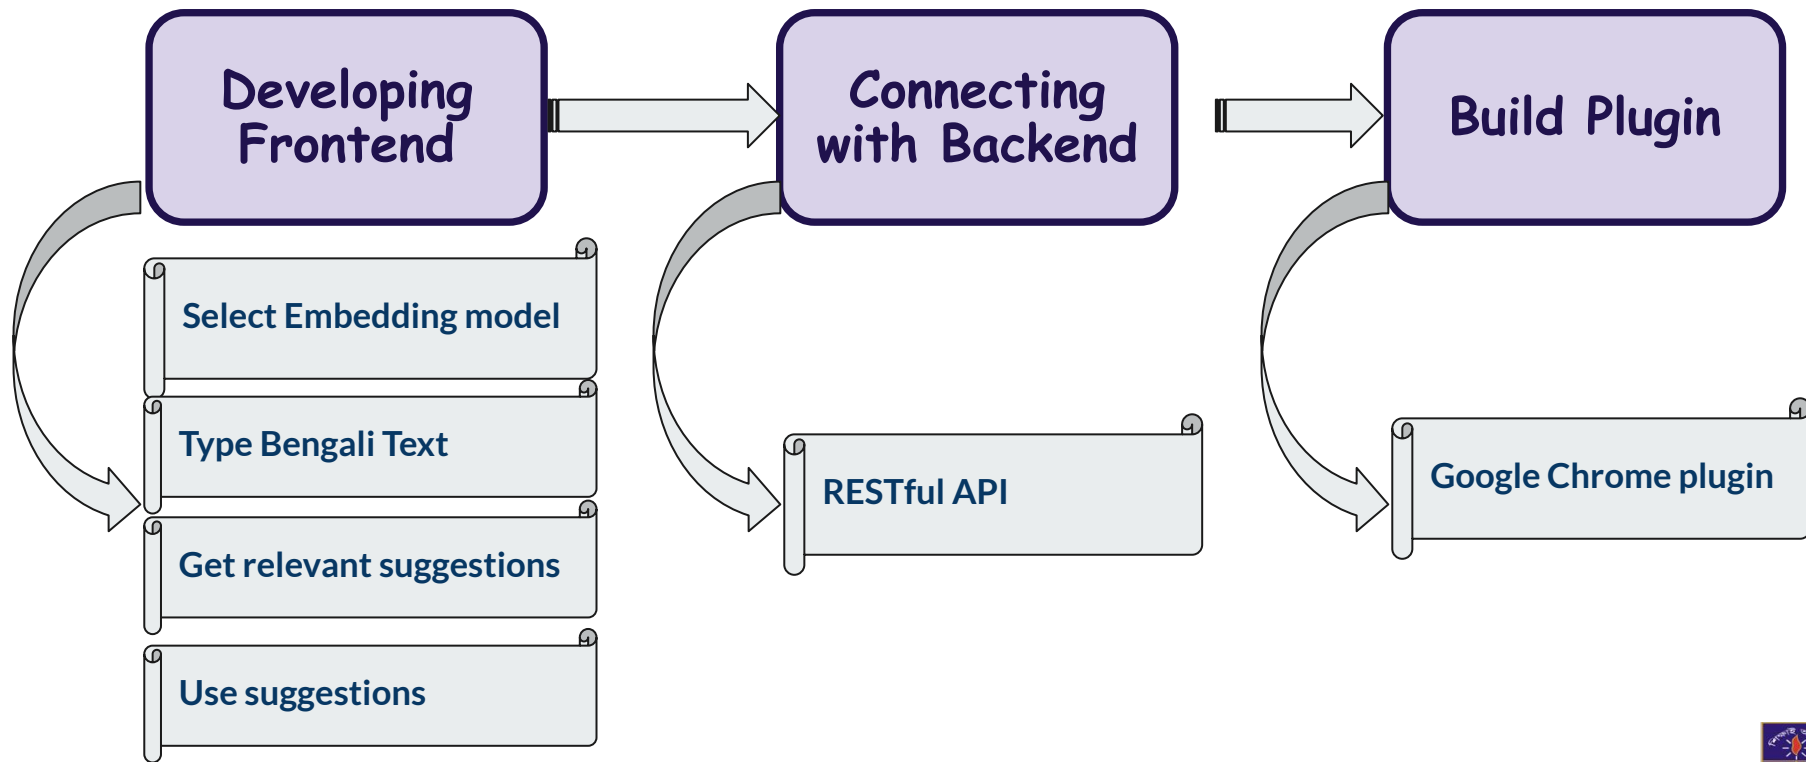 Developing
Frontend
Connecting
with Backend
Build Plugin
Select Embedding model
Type Bengali Text
Get relevant suggestions
Use suggestions
RESTful API
Google Chrome plugin